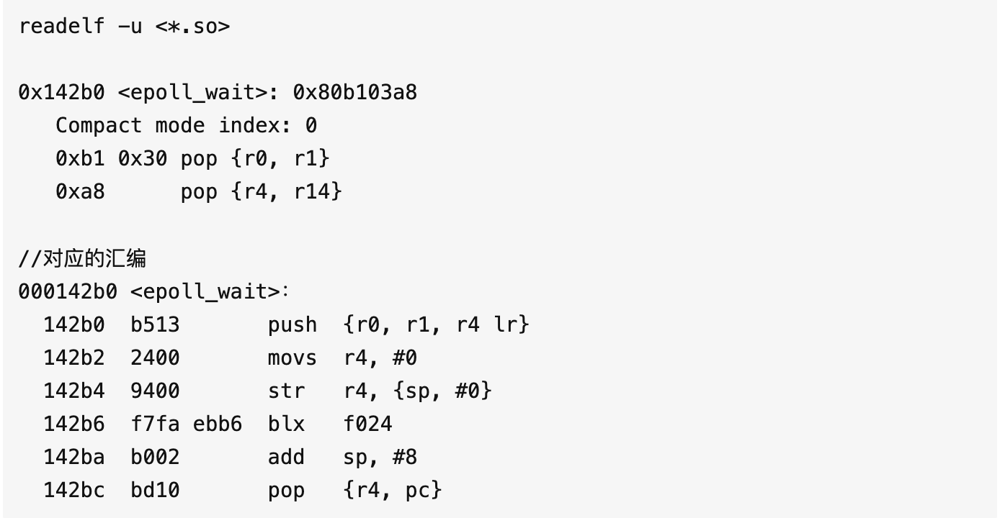 readelf -u <*.so>
0x142b0 <epoll_wait>: 0x80b103a8
Compact mode index: 0
0xb1 0x30 pop {r0, r1}
0xa8 pop {r4, r14}
//对应的汇编
000142b0 <epoll_wait>:
142b0 b513 push {r0, r1, r4 lr}
142b2 2400 movs r4, #0
142b4 9400 str r4, {sp, #0}
142b6 f7fa ebb6 blx f024
142ba b002 add sp, #8
142bc bd10 pop {r4, pc}